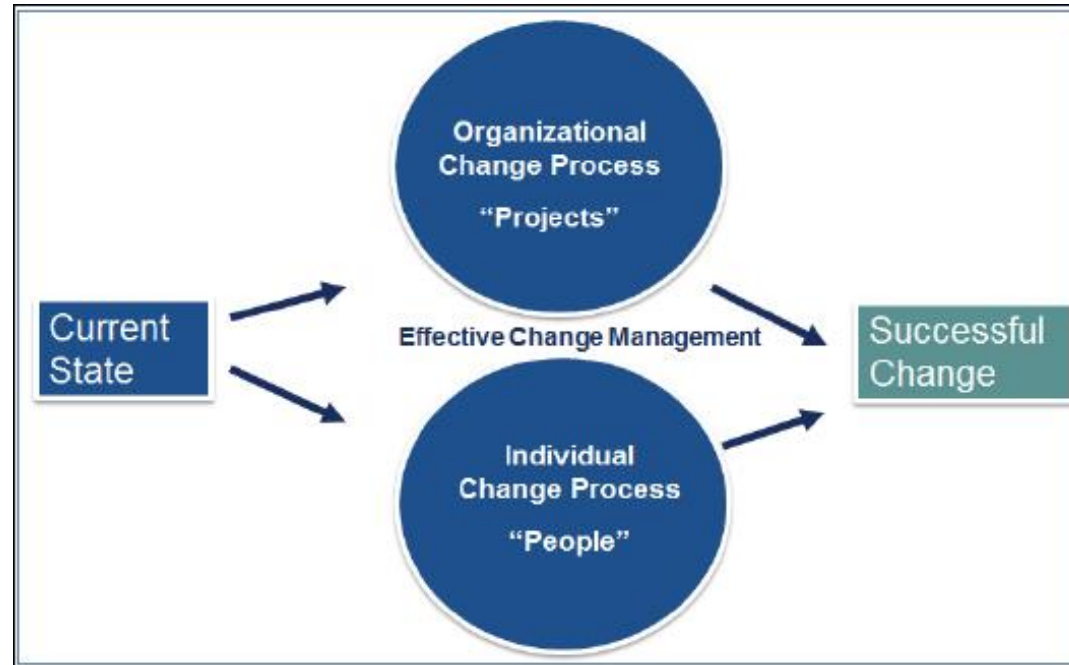 Organizational
Change Process
“Projects”
Current
State
Effective Change Management
Successful
Change
Individual
Change Process
“People”